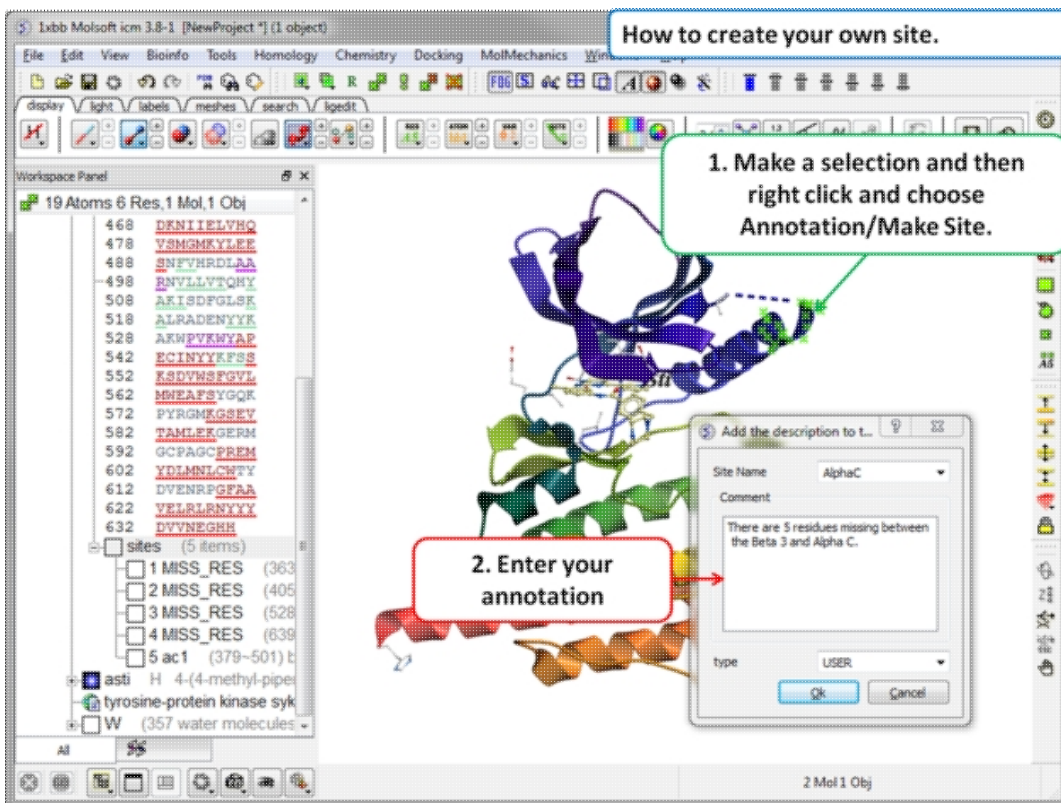 1xbb Molsoft icm 3.8-1 [NewProject *] (1 object)
How to create your own site.
File Edit View Bioinfo Tools Homology Chemistry Docking MolMechanics
display light labels meshes search ligedit
1. Make a selection and then
right click and choose
Annotation/Make Site.
Workspace Panel
19 Atoms 6 Res,1 Mol,1 Obj
468 DKNIIELVHQ
478 VSMGMKYLEE
488 SNFVHRDLAA
498 RNVLLVTQHY
508 AKISDFGLSK
518 ALRADENYYK
528 AKWPVKWYAP
542 ECINYYKFSS
552 KSDVWSFGVL
562 MWEAFSYGQK
572 PYRGMKGSEV
582 TAMLEKGERM
592 GCPAGCPREM
602 YDLMNLCWTY
612 DVENRPGFAA
622 VELRLRNYYY
632 DVVNEGHH
sites (5 items)
1 MISS_RES (363
2 MISS_RES (405
3 MISS_RES (528
4 MISS_RES (639
5 ac1 (379~501) b
asti H 4-(4-methyl-piper
tyrosine-protein kinase syk
W (357 water molecules
All
Add the description to t...
Site Name AlphaC
Comment
There are 5 residues missing between
the Beta 3 and Alpha C.
type USER
Ok Cancel
2. Enter your
annotation
2 Mol 1 Obj